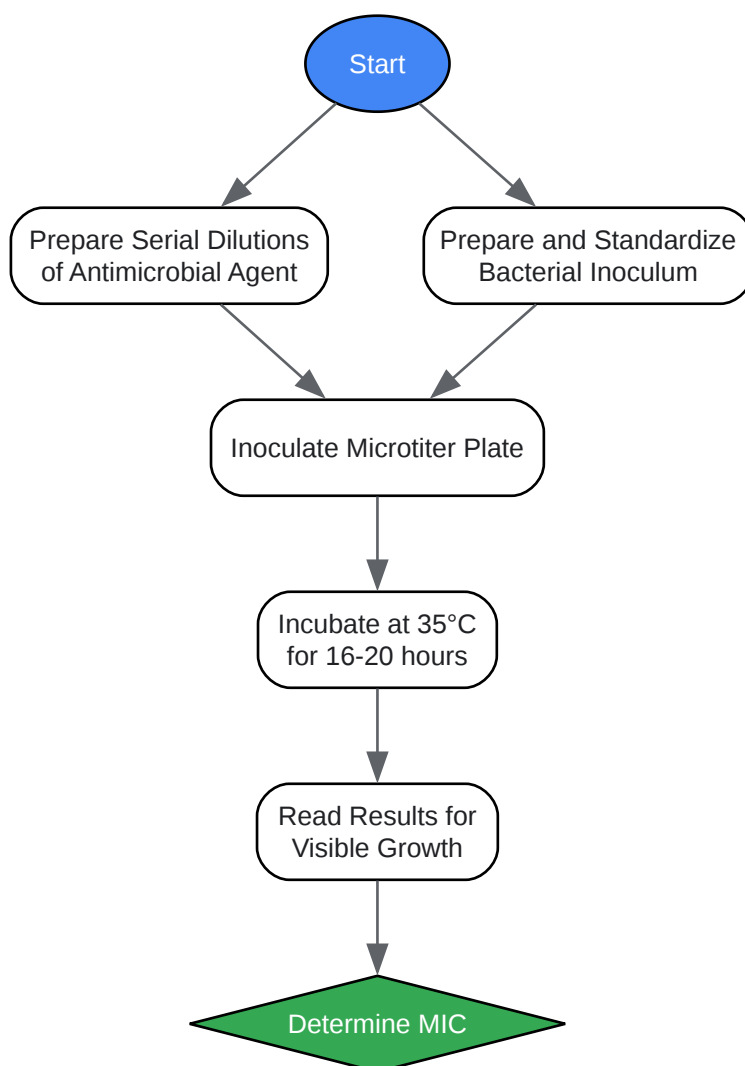 Start
Prepare Serial Dilutions
of Antimicrobial Agent
Prepare and Standardize
Bacterial Inoculum
Inoculate Microtiter Plate
Incubate at 35°C
for 16-20 hours
Read Results for
Visible Growth
Determine MIC